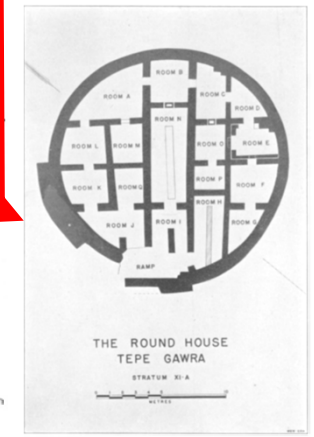 ROOM B
ROOM A
ROOM C
ROOM D
ROOM N
ROOM L
ROOM M
ROOM O
ROOM E
ROOM K
ROOM Q
ROOM P
ROOM F
ROOM H
ROOM J
ROOM I
ROOM G
RAMP
THE ROUND HOUSE
TEPE GAWRA
STRATUM XI-A
METRES